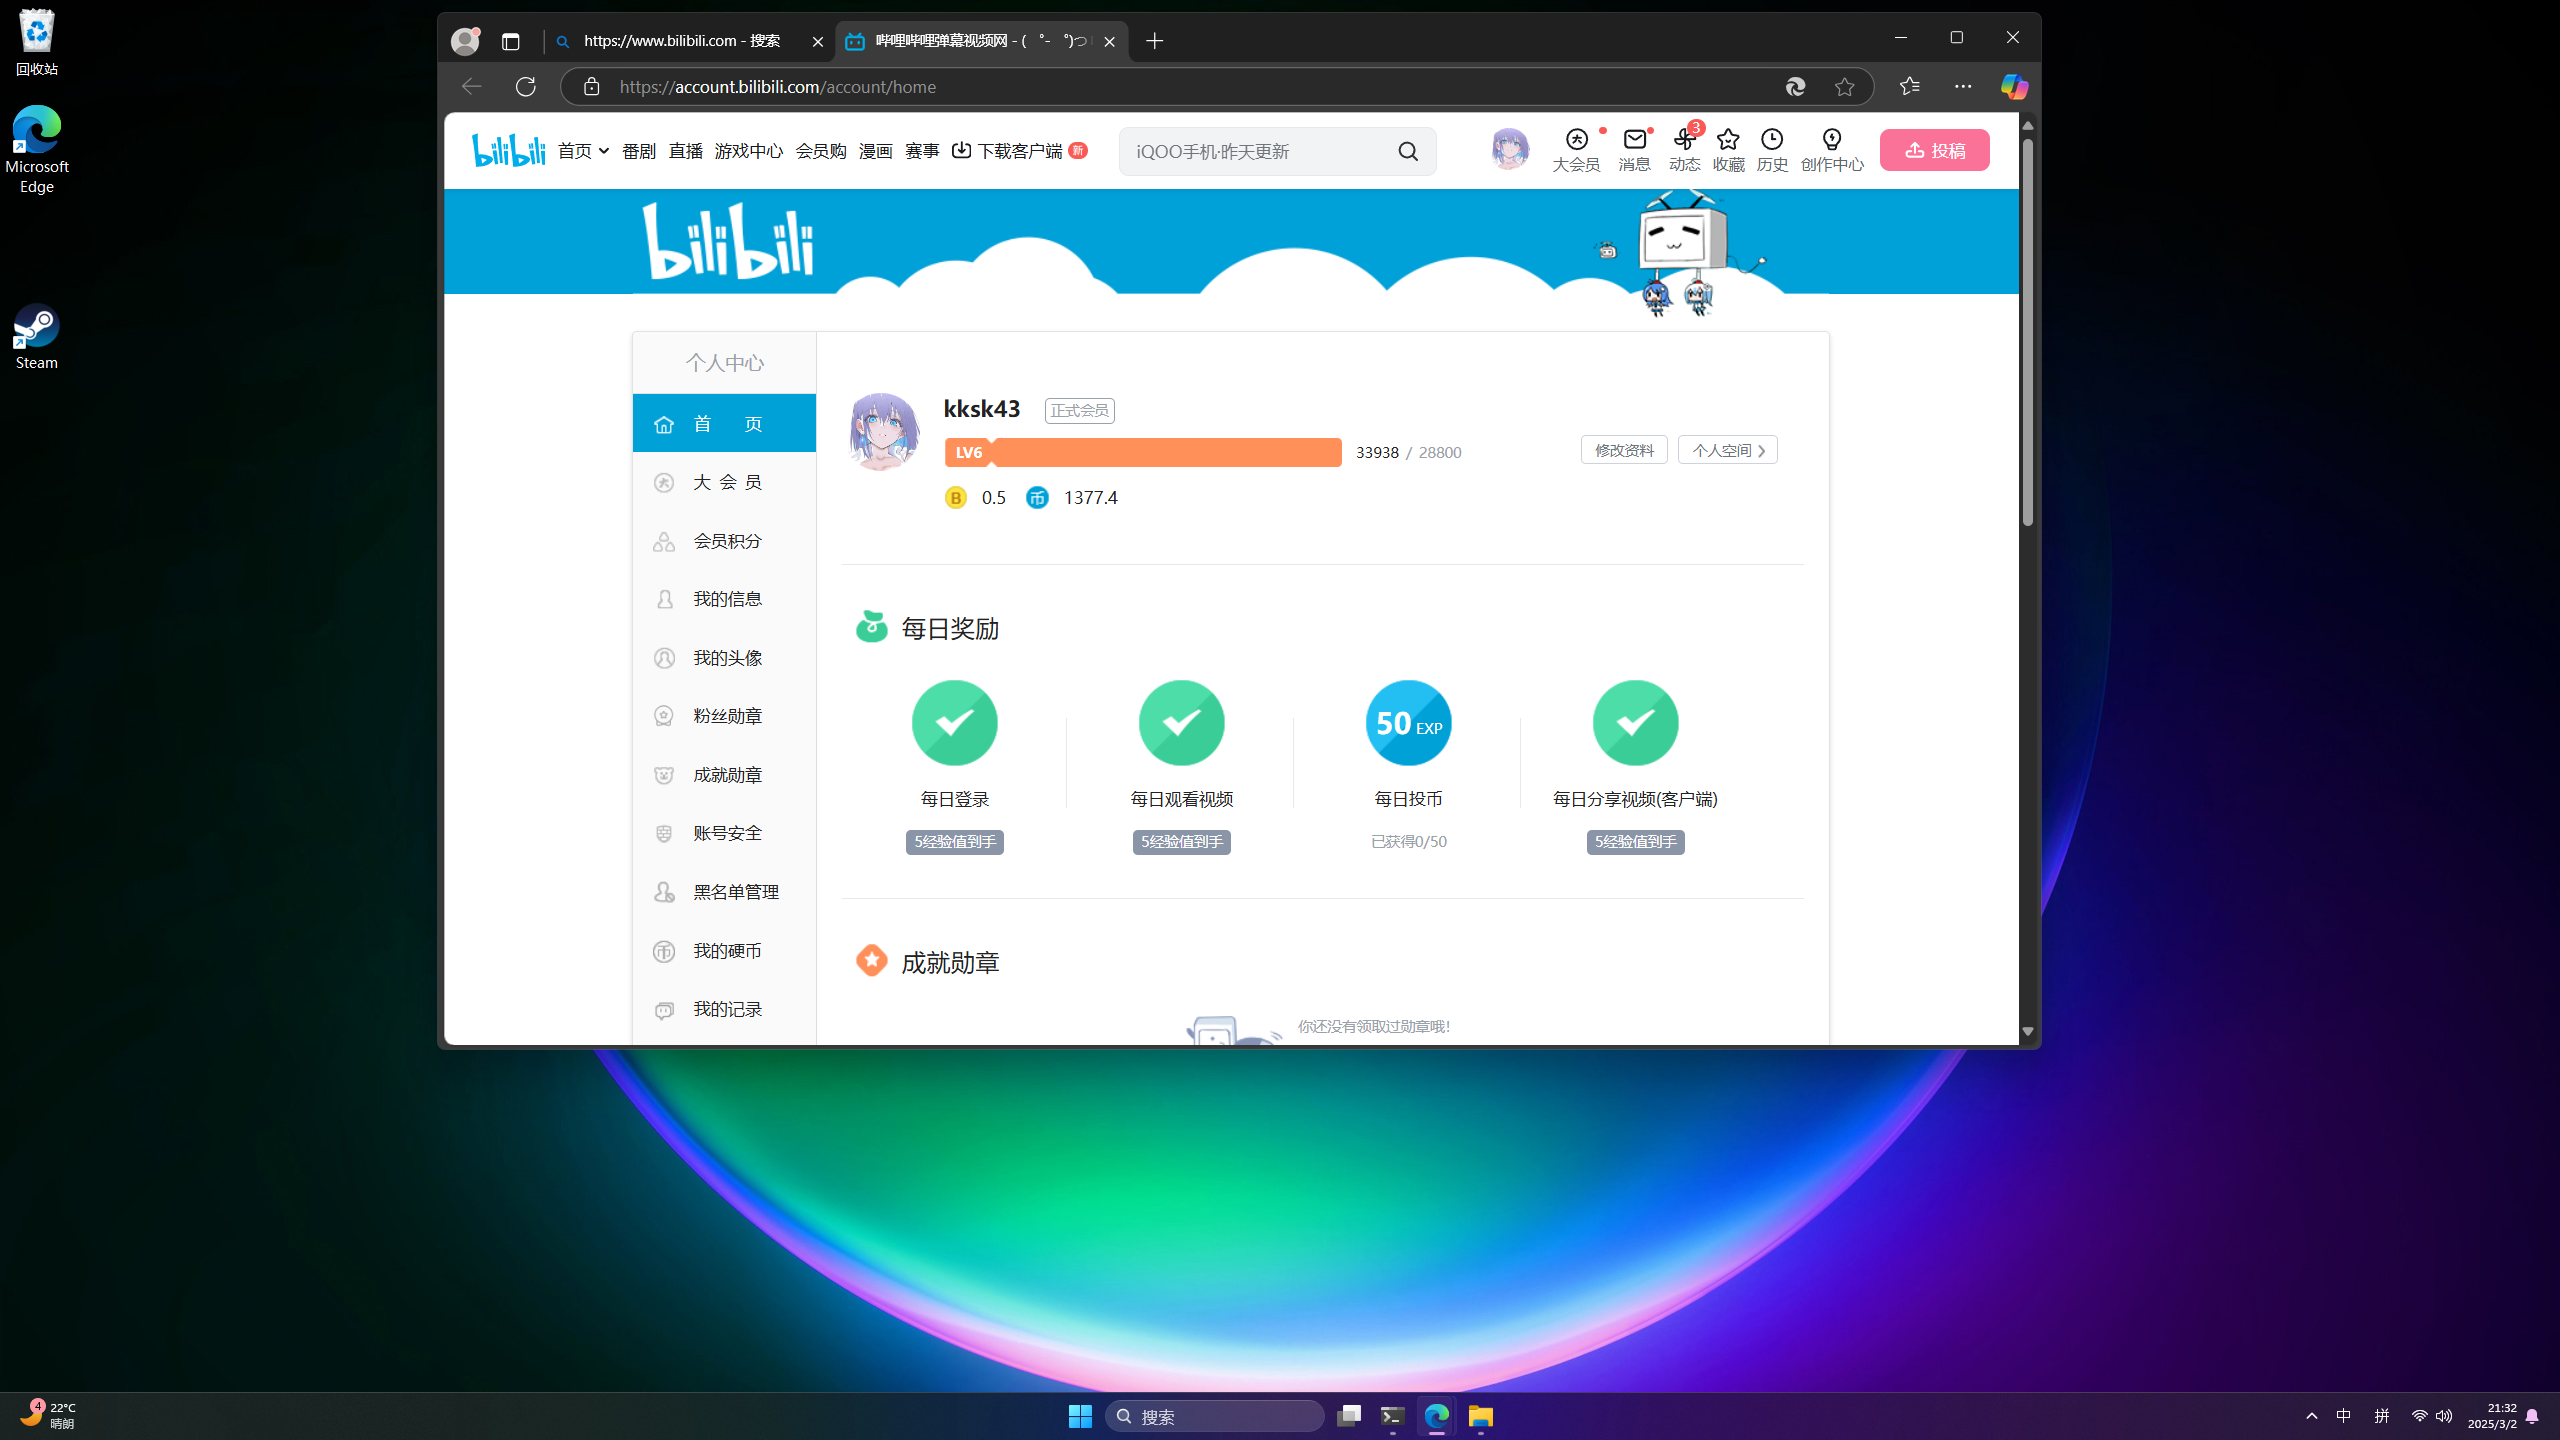 回收站
Microsoft
Edge
Steam
https://www.bilibili.com - 搜索
哔哩哔哩弹幕视频网 - ( ゜- ゜)つ
https://account.bilibili.com/account/home
bilibili 首页 番剧 直播 游戏中心 会员购 漫画 赛事 下载客户端 新
iQOO手机·昨天更新
大会员 消息 3 动态 收藏 历史 创作中心 投稿
bilibili
个人中心
首 页
大 会 员
会员积分
我的信息
我的头像
粉丝勋章
成就勋章
账号安全
黑名单管理
我的硬币
我的记录
kksk43 正式会员
LV6 33938 / 28800
修改资料 个人空间
B 0.5 币 1377.4
每日奖励
50 EXP
每日登录 每日观看视频 每日投币 每日分享视频(客户端)
5经验值到手 5经验值到手 已获得0/50 5经验值到手
成就勋章
你还没有领取过勋章哦!
4
22°C
晴朗
搜索
中 拼
21:32
2025/3/2